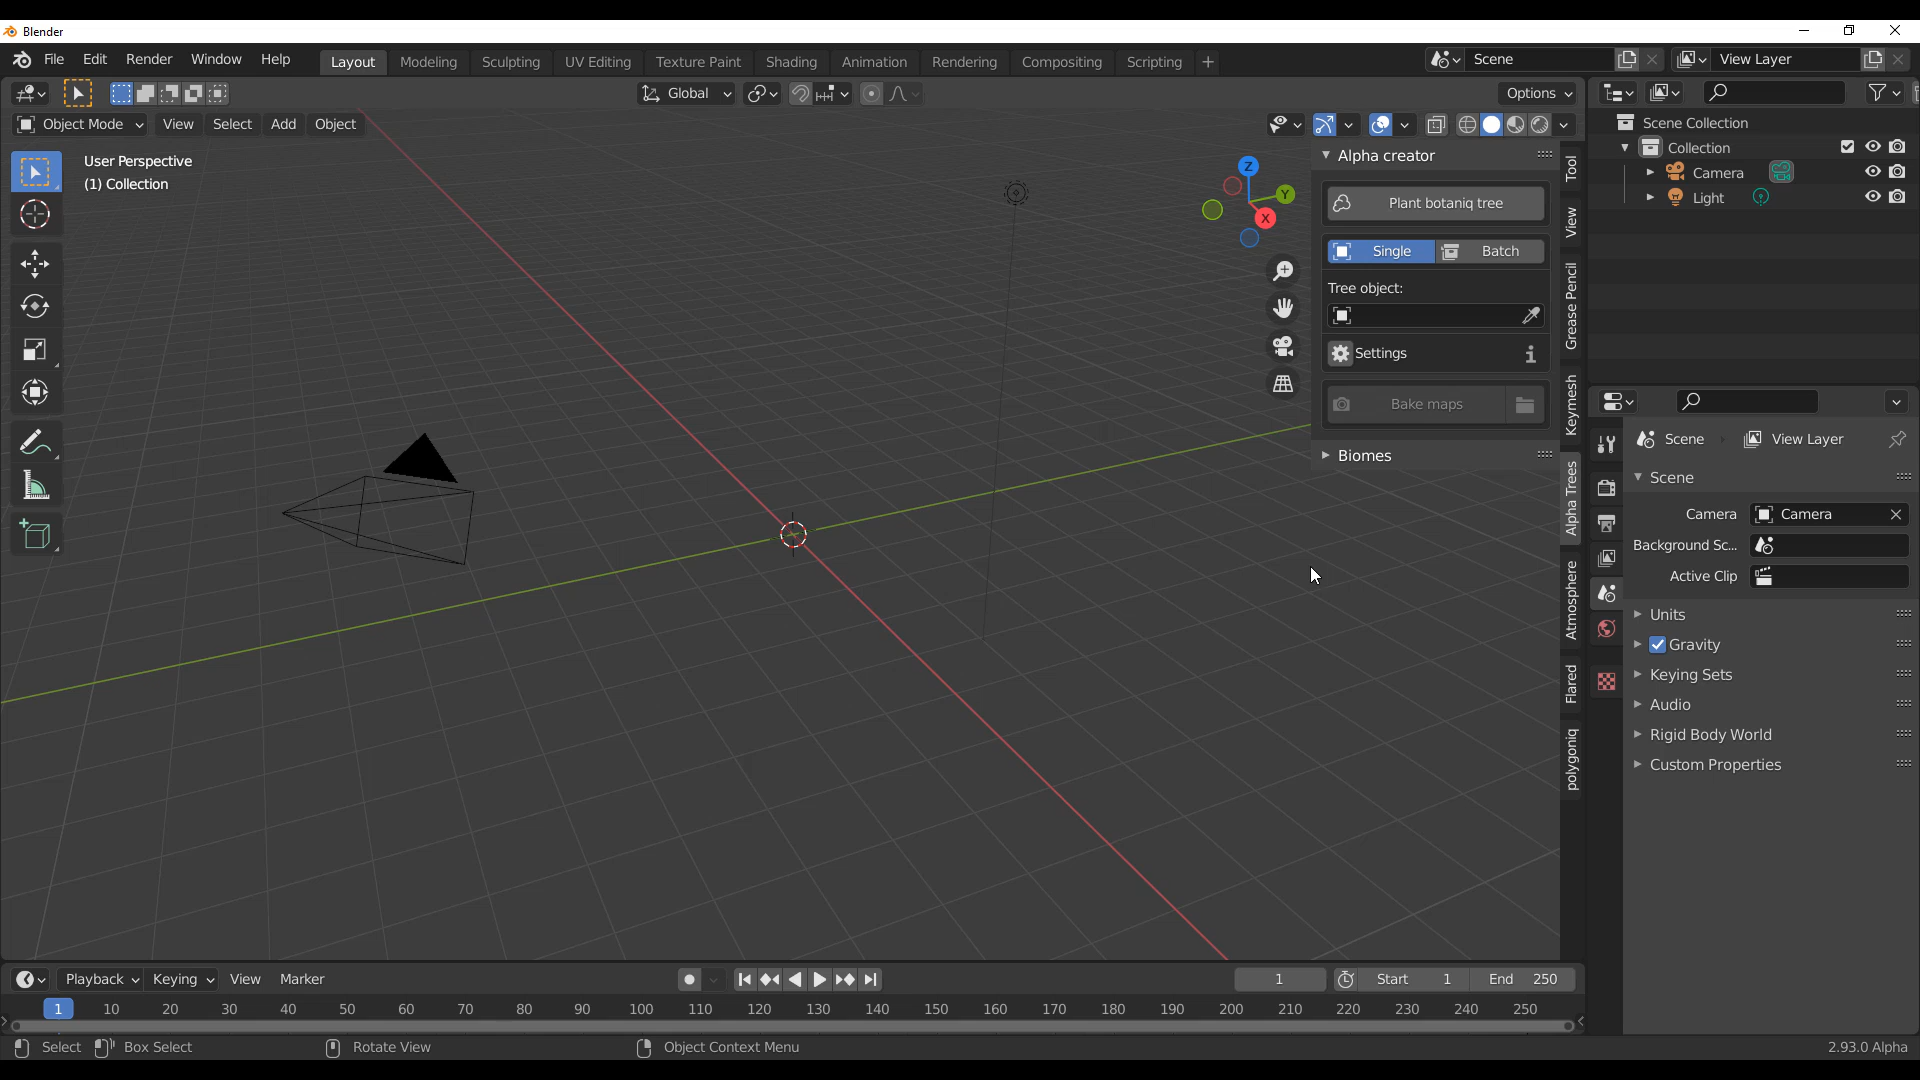 Blender
File Edit Render Window Help Layout Modeling Sculpting UV Editing Texture Paint Shading Animation Rendering Compositing Scripting + Scene View Layer
Global Options
Object Mode View Select Add Object
User Perspective
(1) Collection
Z
Y
X
Alpha creator
Plant botaniq tree
Single Batch
Tree object:
Settings
Bake maps
Biomes
Tool
View
Grease Pencil
Keymesh
Alpha Trees
Atmosphere
Flared
polygoniq
Scene Collection
Collection
Camera
Light
Scene View Layer
Scene
Camera Camera
Background Sc...
Active Clip
Units
Gravity
Keying Sets
Audio
Rigid Body World
Custom Properties
Playback Keying View Marker 1 Start 1 End 250
1 10 20 30 40 50 60 70 80 90 100 110 120 130 140 150 160 170 180 190 200 210 220 230 240 250
Select Box Select Rotate View Object Context Menu 2.93.0 Alpha